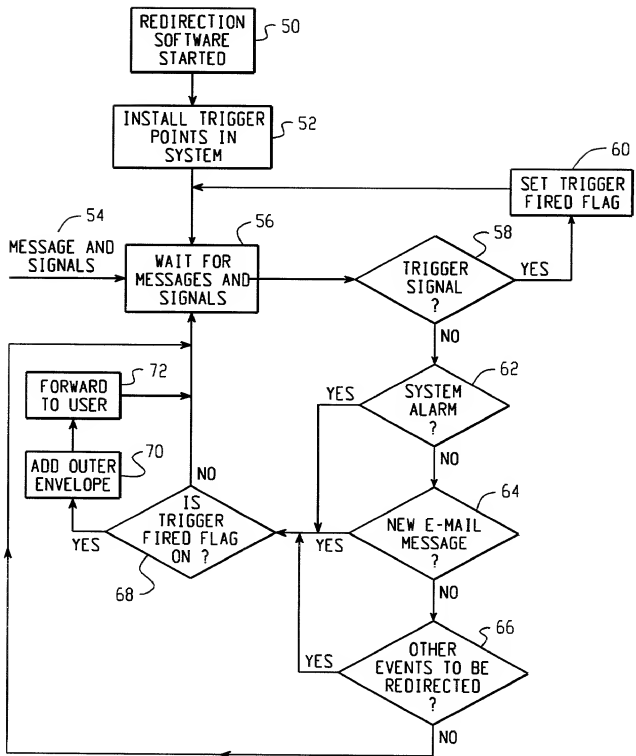 REDIRECTION
SOFTWARE
STARTED
50
INSTALL TRIGGER
POINTS IN
SYSTEM
52
60
SET TRIGGER
FIRED FLAG
54
MESSAGE AND
SIGNALS
56
WAIT FOR
MESSAGES AND
SIGNALS
58
TRIGGER
SIGNAL
?
YES
NO
62
SYSTEM
ALARM
?
YES
NO
72
FORWARD
TO USER
70
ADD OUTER
ENVELOPE
64
NEW E-MAIL
MESSAGE
?
YES
NO
NO
IS
TRIGGER
FIRED FLAG
ON ?
YES
68
66
OTHER
EVENTS TO BE
REDIRECTED
?
YES
NO